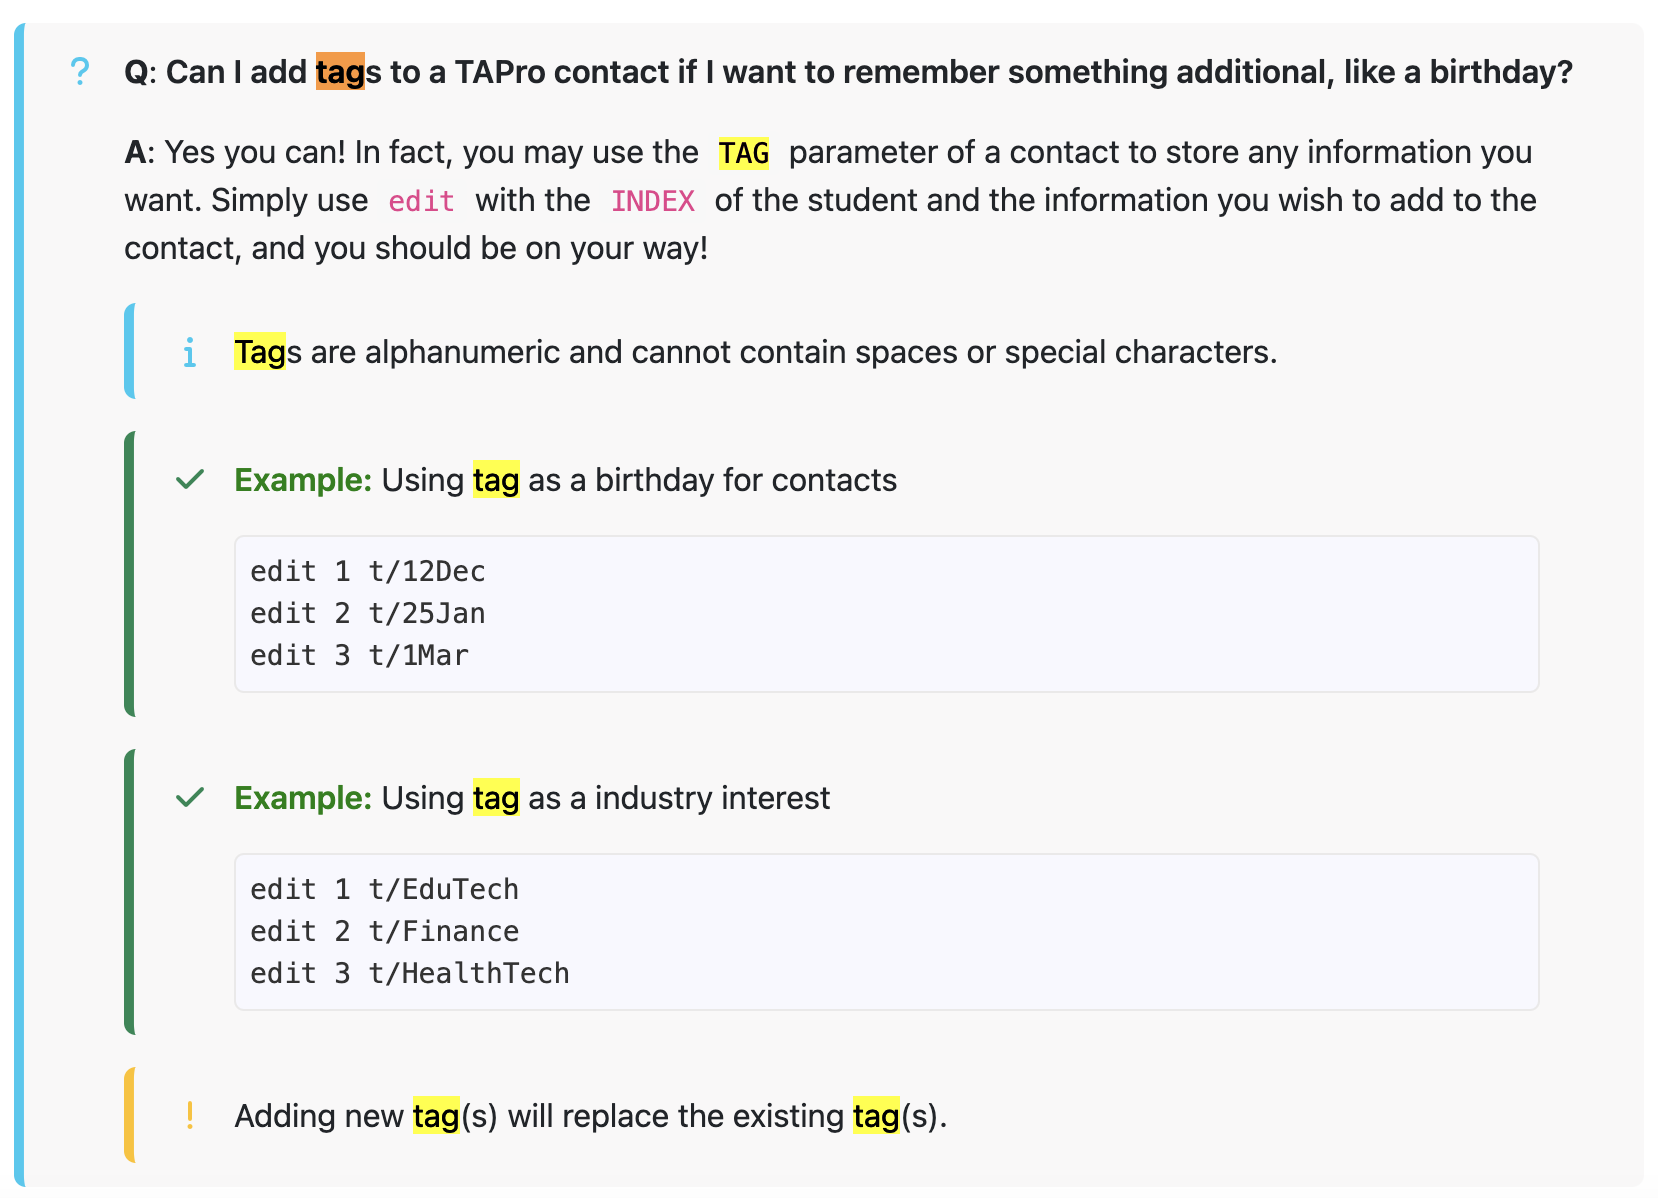 ? Q: Can I add tags to a TAPro contact if I want to remember something additional, like a birthday?
A: Yes you can! In fact, you may use the TAG parameter of a contact to store any information you
want. Simply use edit with the INDEX of the student and the information you wish to add to the
contact, and you should be on your way!
i Tags are alphanumeric and cannot contain spaces or special characters.
Example: Using tag as a birthday for contacts
edit 1 t/12Dec
edit 2 t/25Jan
edit 3 t/1Mar
Example: Using tag as a industry interest
edit 1 t/EduTech
edit 2 t/Finance
edit 3 t/HealthTech
! Adding new tag(s) will replace the existing tag(s).